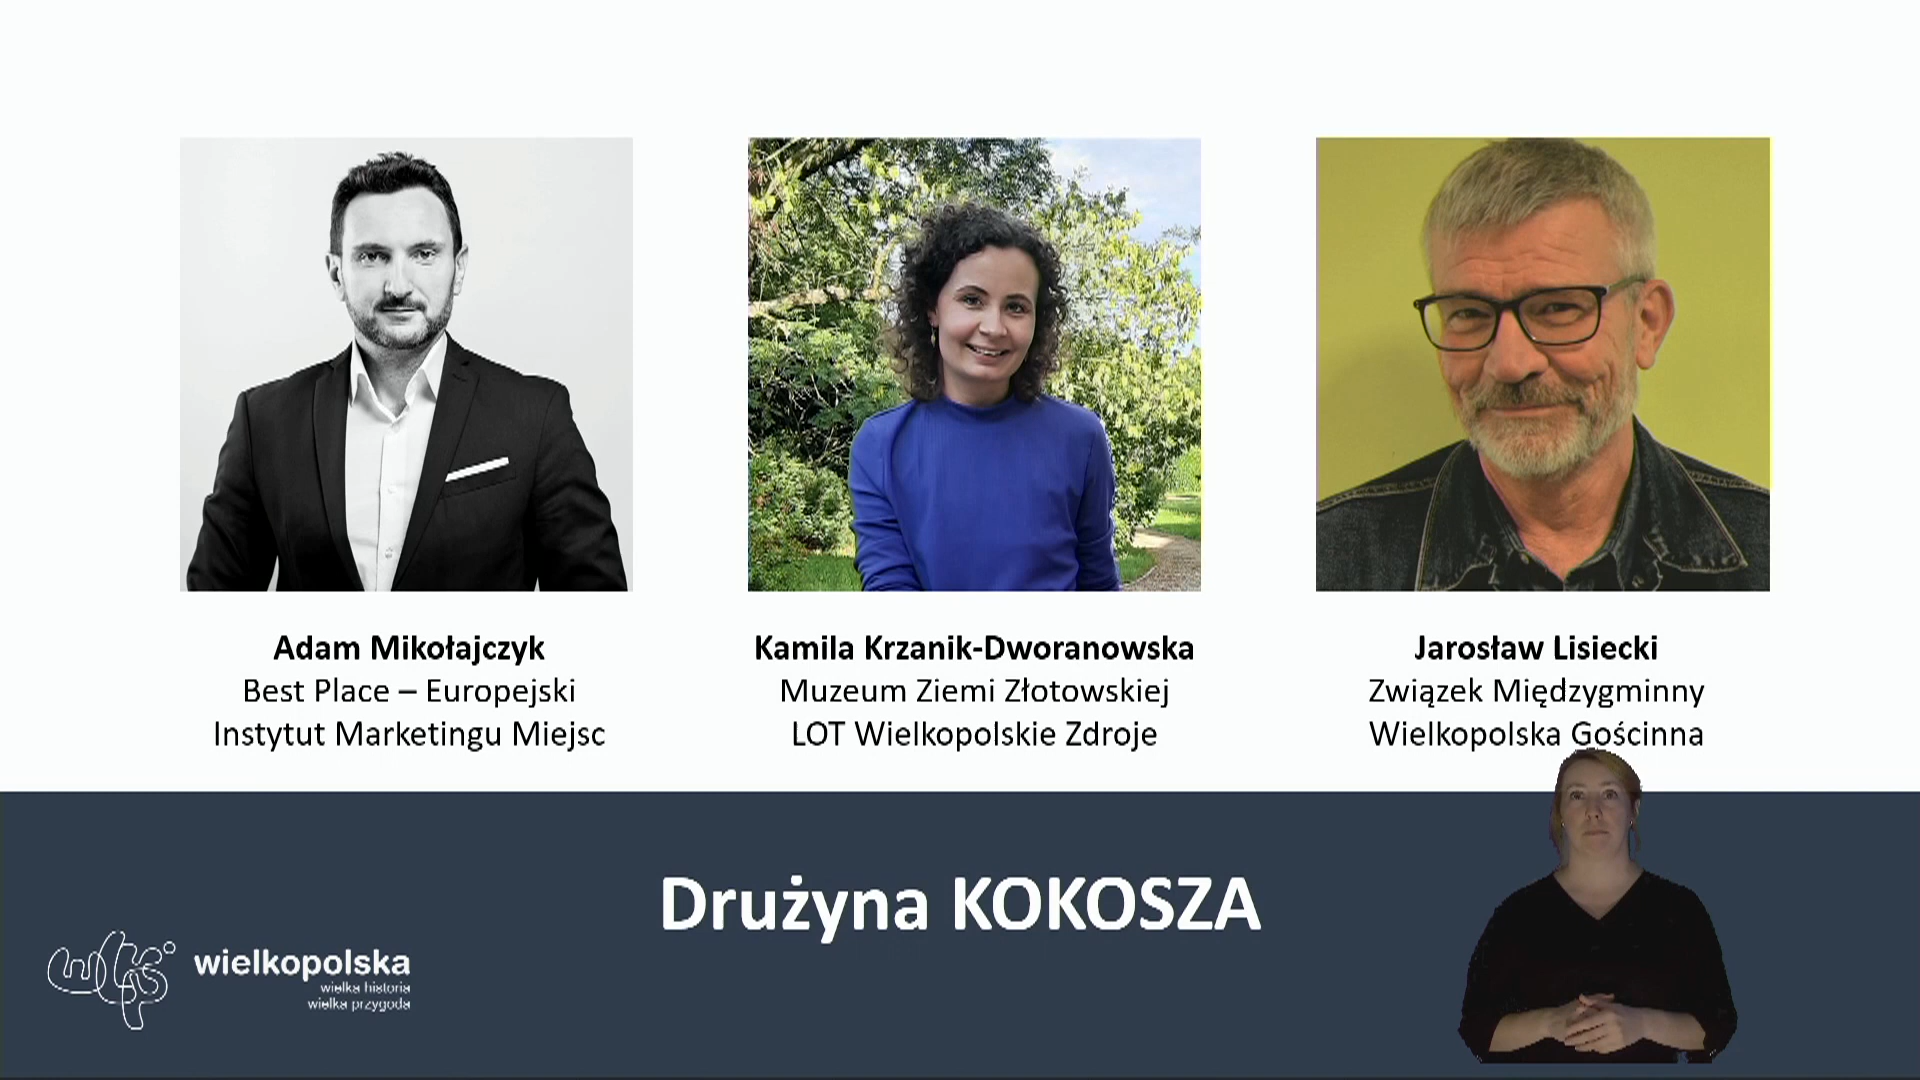 Adam Mikołajczyk
Best Place – Europejski
Instytut Marketingu Miejsc
Kamila Krzanik-Dworanowska
Muzeum Ziemi Złotowskiej
LOT Wielkopolskie Zdroje
Jarosław Lisiecki
Związek Międzygminny
Wielkopolska Gościnna
Drużyna KOKOSZA
wielkopolska
wielka historia
wielka przygoda